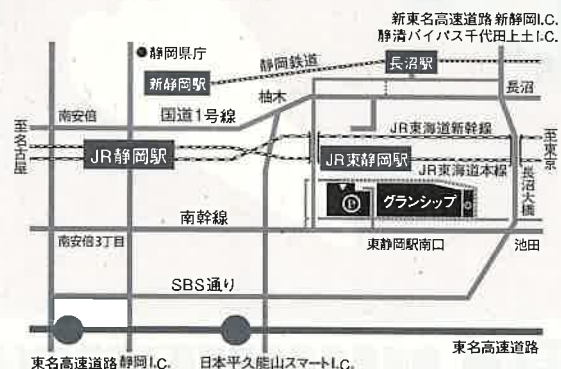 新東名高速道路 新静岡I.C.
静清バイパス千代田上土I.C.
静岡県庁
静岡鉄道
長沼駅
新静岡駅
柚木
長沼
南安倍
国道1号線
JR東海道新幹線
至名古屋
至東京
JR静岡駅
JR東静岡駅
JR東海道本線
長沼大橋
P
グランシップ
南幹線
南安倍3丁目
東静岡駅南口
池田
SBS通り
東名高速道路
東名高速道路 静岡I.C.
日本平久能山スマートI.C.